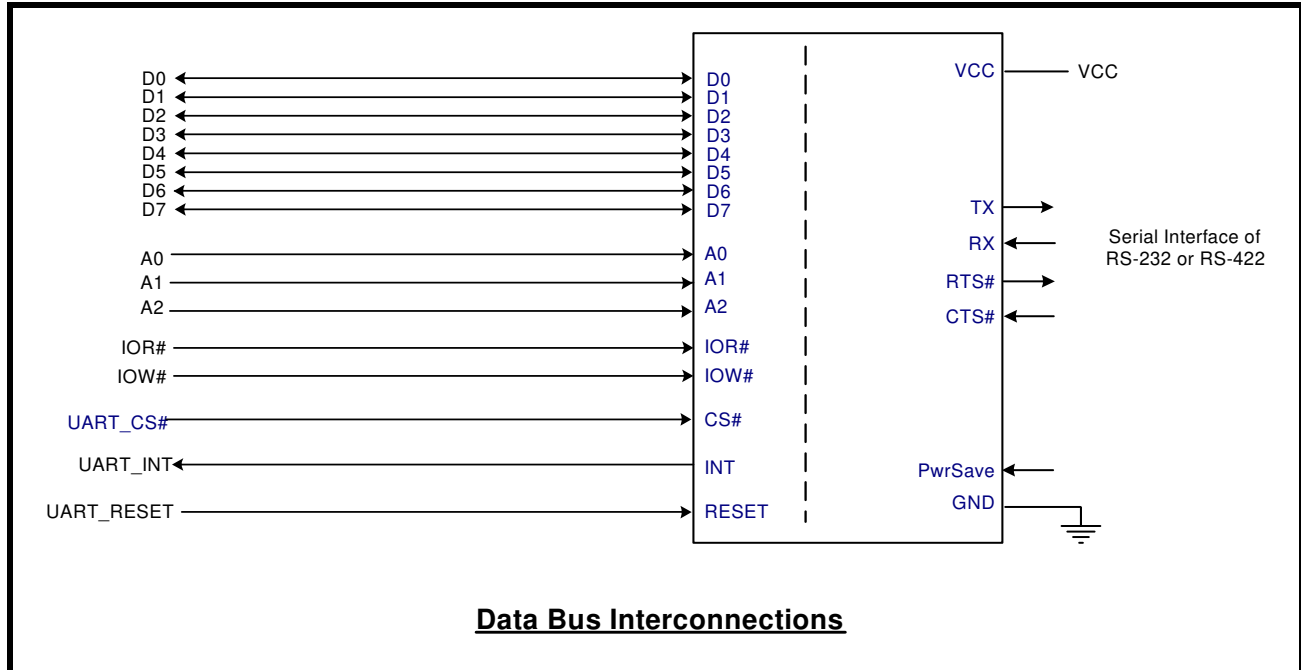 D0 D0
D1 D1
D2 D2
D3 D3
D4 D4
D5 D5
D6 D6
D7 D7
A0 A0
A1 A1
A2 A2
IOR# IOR#
IOW# IOW#
UART_CS# CS#
UART_INT INT
UART_RESET RESET
VCC VCC
TX
RX
RTS#
CTS#
Serial Interface of
RS-232 or RS-422
PwrSave
GND
Data Bus Interconnections